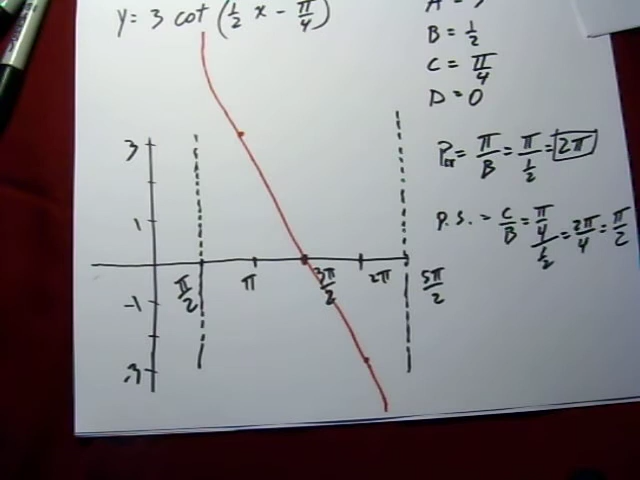 y = 3 cot (1/2 x - π/4)
B = 1/2
C = π/4
D = 0
Per = π/B = π/(1/2) = 2π
P.S. = C/B = (π/4)/(1/2) = 2π/4 = π/2
3
1
-1
-3
π/2
π
3π/2
2π
5π/2